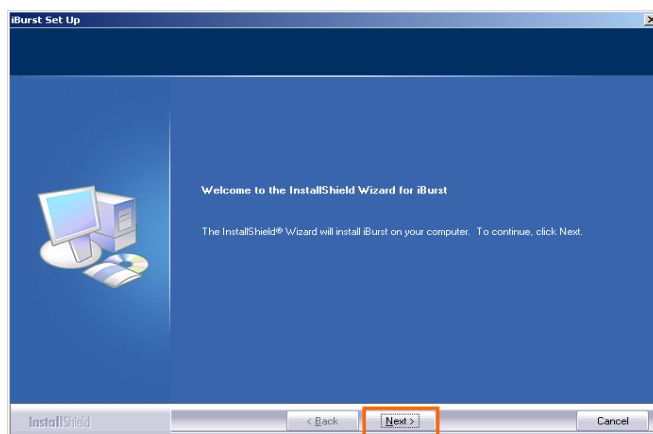 iBurst Set Up
Welcome to the InstallShield Wizard for iBurst
The InstallShield® Wizard will install iBurst on your computer. To continue, click Next.
InstallShield
< Back
Next >
Cancel